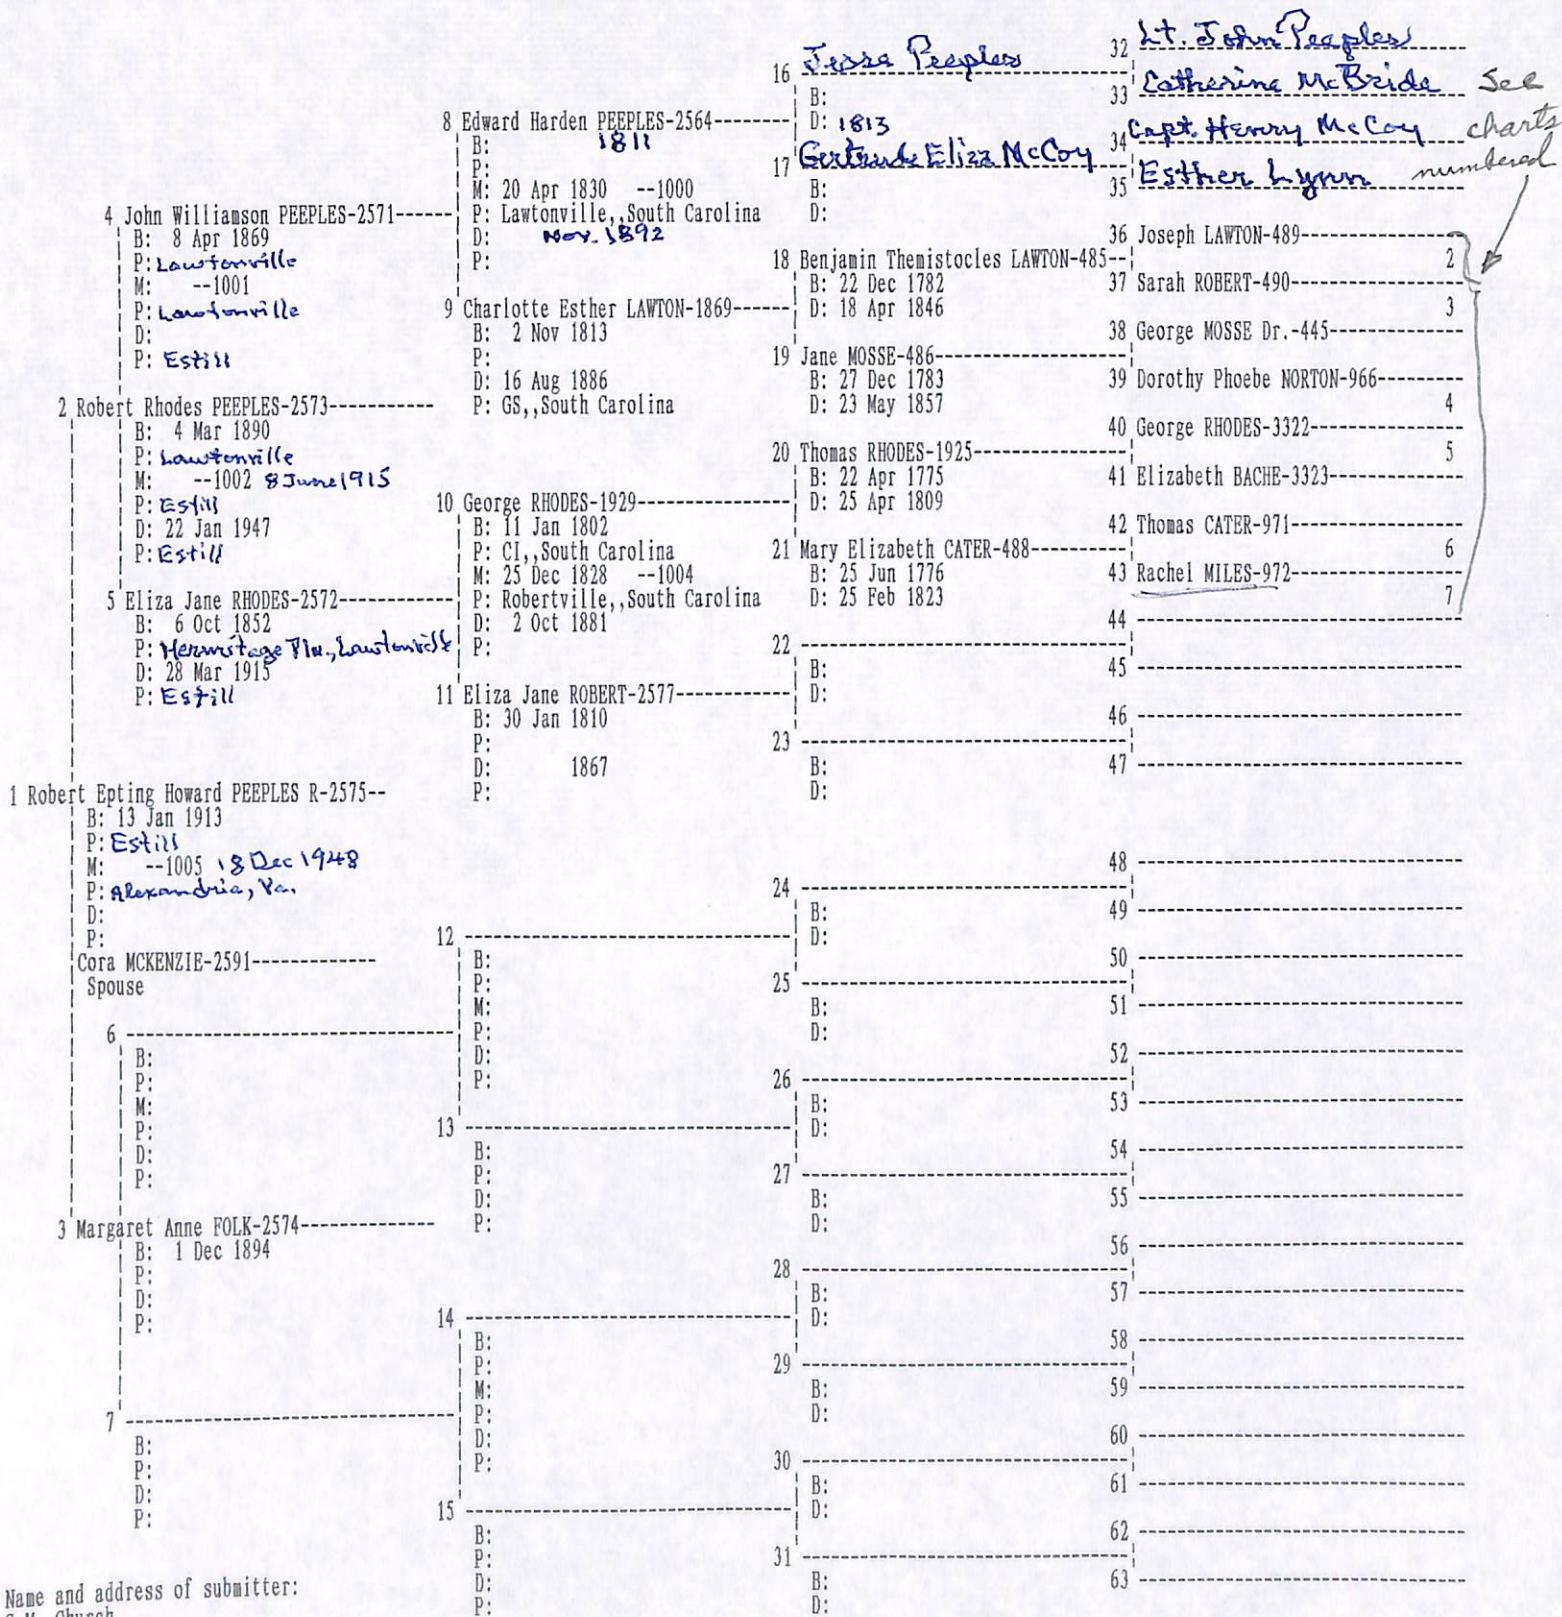 1 Robert Epting Howard PEEPLES R-2575--
B: 13 Jan 1913
P: Estill
M: --1005 18 Dec 1948
P: Alexandria, Va.
D:
P:
Cora MCKENZIE-2591-------------
Spouse
2 Robert Rhodes PEEPLES-2573-----------
B: 4 Mar 1890
P: Lawtonville
M: --1002 8 June 1915
P: Estill
D: 22 Jan 1947
P: Estill
3 Margaret Anne FOLK-2574--------------
B: 1 Dec 1894
P:
D:
P:
4 John Williamson PEEPLES-2571------
B: 8 Apr 1869
P: Lawtonville
M: --1001
P: Lawtonville
D:
P: Estill
5 Eliza Jane RHODES-2572------------
B: 6 Oct 1852
P: Hermitage Pln., Lawtonville
D: 28 Mar 1915
P: Estill
6
B:
P:
M:
P:
D:
P:
7
B:
P:
D:
P:
8 Edward Harden PEEPLES-2564--------
B: 1811
P:
M: 20 Apr 1830 --1000
P: Lawtonville,,South Carolina
D: Nov. 1892
P:
9 Charlotte Esther LAWTON-1869------
B: 2 Nov 1813
P:
D: 16 Aug 1886
P: GS,,South Carolina
10 George RHODES-1929---------------
B: 11 Jan 1802
P: CI,,South Carolina
M: 25 Dec 1828 --1004
P: Robertville,,South Carolina
D: 2 Oct 1881
P:
11 Eliza Jane ROBERT-2577-----------
B: 30 Jan 1810
P:
D: 1867
P:
12
B:
P:
M:
P:
D:
P:
13
B:
P:
D:
P:
14
B:
P:
M:
P:
D:
P:
15
B:
P:
D:
P:
16 Jesse Peeples
B:
D: 1813
17 Gertrude Eliza McCoy
B:
D:
18 Benjamin Themistocles LAWTON-485--
B: 22 Dec 1782
D: 18 Apr 1846
19 Jane MOSSE-486-------------------
B: 27 Dec 1783
D: 23 May 1857
20 Thomas RHODES-1925---------------
B: 22 Apr 1775
D: 25 Apr 1809
21 Mary Elizabeth CATER-488---------
B: 25 Jun 1776
D: 25 Feb 1823
22
B:
D:
23
B:
D:
24
B:
D:
25
B:
D:
26
B:
D:
27
B:
D:
28
B:
D:
29
B:
D:
30
B:
D:
31
B:
D:
32 Lt. John Peeples
33 Catherine McBride
34 Capt. Henry McCoy
35 Esther Lynn
See
charts
numbered
36 Joseph LAWTON-489----------------
2
37 Sarah ROBERT-490-----------------
3
38 George MOSSE Dr.-445-------------
39 Dorothy Phoebe NORTON-966--------
4
40 George RHODES-3322---------------
5
41 Elizabeth BACHE-3323-------------
42 Thomas CATER-971-----------------
6
43 Rachel MILES-972-----------------
7
44
45
46
47
48
49
50
51
52
53
54
55
56
57
58
59
60
61
62
63
Name and address of submitter: